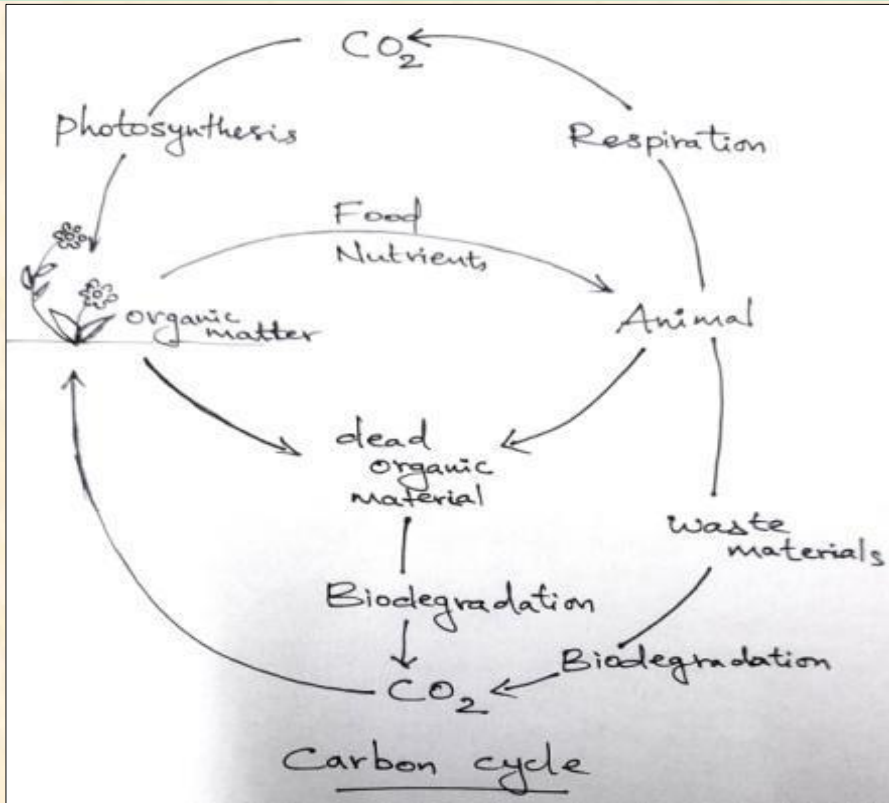 CO2
Photosynthesis
Respiration
Food
Nutrients
organic
matter
Animal
dead
organic
material
waste
materials
Biodegradation
Biodegradation
CO2
Carbon cycle